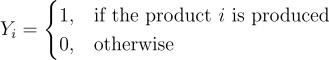 Y_i = { 1, if the product i is produced
0, otherwise